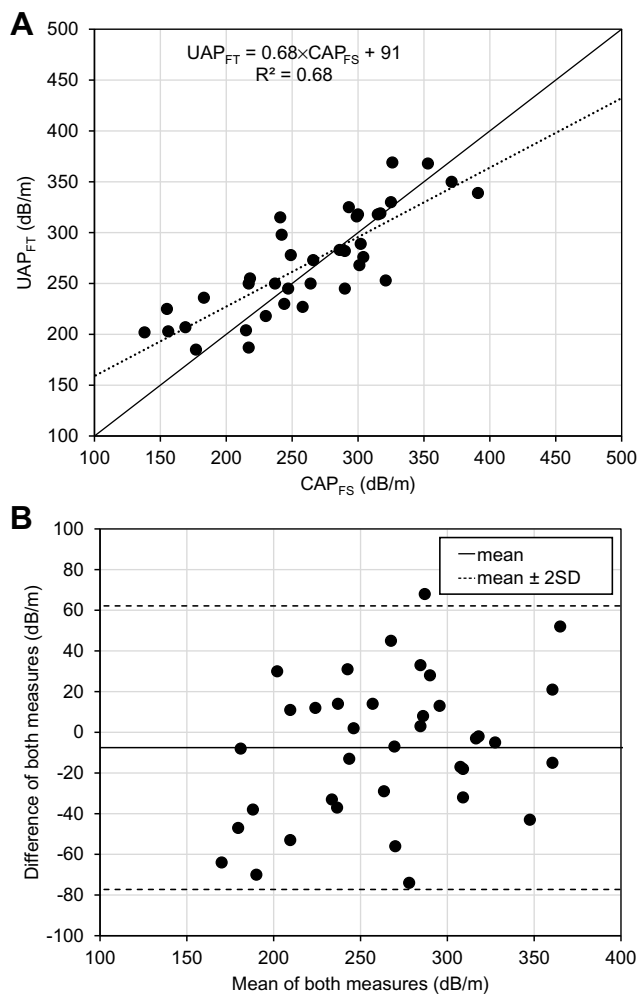 A
UAP_FT = 0.68×CAP_FS + 91
R² = 0.68
500
450
400
350
300
250
200
150
100
UAP_FT (dB/m)
100 150 200 250 300 350 400 450 500
CAP_FS (dB/m)
B
mean
mean ± 2SD
100
80
60
40
20
0
-20
-40
-60
-80
-100
Difference of both measures (dB/m)
100 150 200 250 300 350 400
Mean of both measures (dB/m)